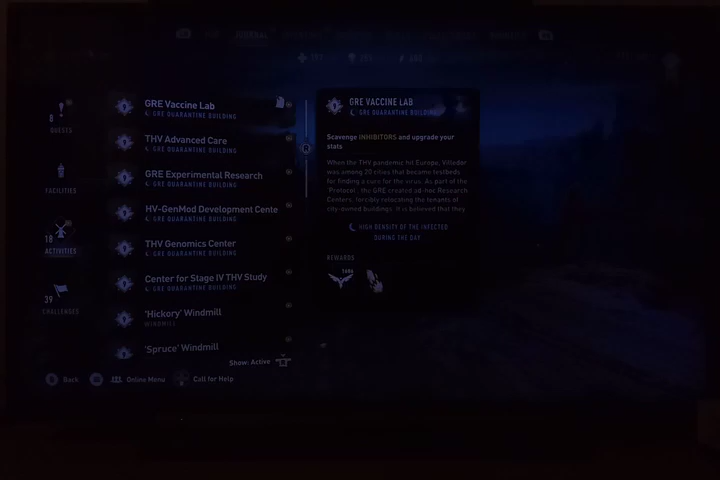 JOURNAL
GRE Vaccine Lab
GRE QUARANTINE BUILDING
THV Advanced Care
GRE QUARANTINE BUILDING
GRE Experimental Research
GRE QUARANTINE BUILDING
HV-GenMod Development Cente
GRE QUARANTINE BUILDING
THV Genomics Center
GRE QUARANTINE BUILDING
Center for Stage IV THV Study
GRE QUARANTINE BUILDING
'Hickory' Windmill
WINDMILL
'Spruce' Windmill
Show: Active
8
QUESTS
FACILITIES
18
ACTIVITIES
39
CHALLENGES
GRE VACCINE LAB
GRE QUARANTINE BUILDING
Scavenge INHIBITORS and upgrade your
stats
When the THV pandemic hit Europe, Villedor
was among 20 cities that became testbeds
for finding a cure for the virus. As part of the
Protocol, the GRE created ad-hoc Research
Centers, forcibly relocating the tenants of
city-owned buildings. It is believed that they
HIGH DENSITY OF THE INFECTED
DURING THE DAY
REWARDS
Back
Online Menu
Call for Help